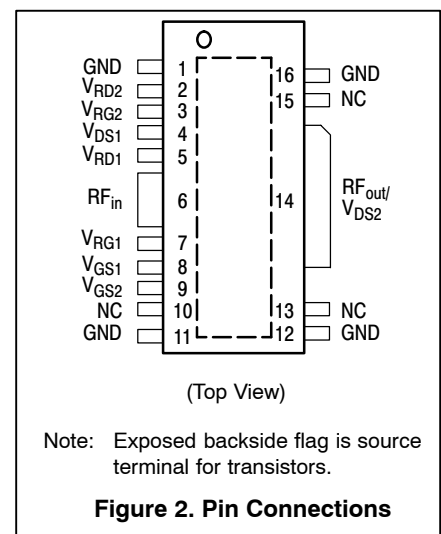 GND 1 16 GND
VRD2 2 15 NC
VRG2 3
VDS1 4
VRD1 5
RFin 6 14 RFout/
VDS2
VRG1 7
VGS1 8
VGS2 9
NC 10 13 NC
GND 11 12 GND
(Top View)
Note: Exposed backside flag is source
terminal for transistors.
Figure 2. Pin Connections